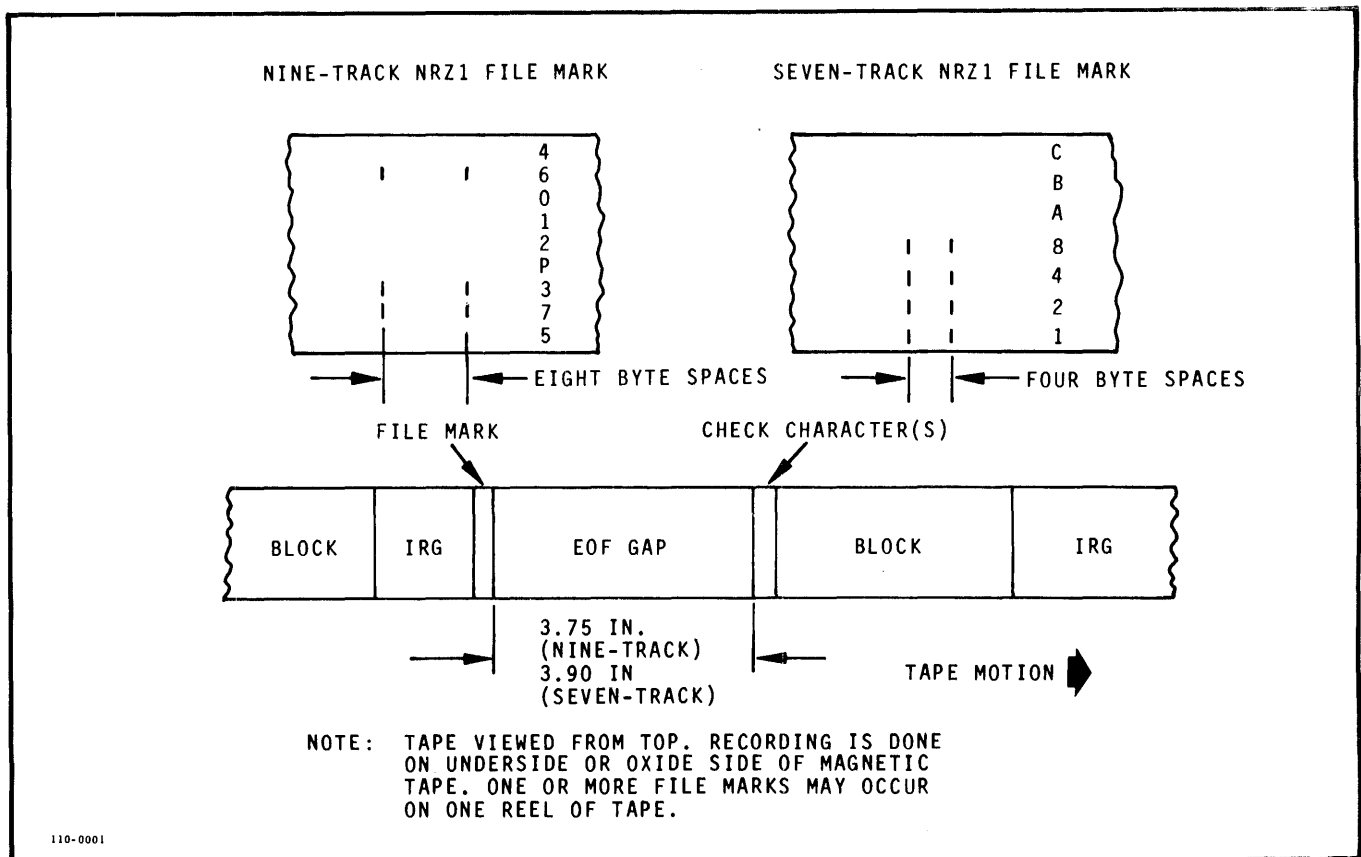 NINE-TRACK NRZ1 FILE MARK
SEVEN-TRACK NRZ1 FILE MARK
4
6
0
1
2
P
3
7
5
C
B
A
8
4
2
1
EIGHT BYTE SPACES
FOUR BYTE SPACES
FILE MARK
CHECK CHARACTER(S)
BLOCK
IRG
EOF GAP
BLOCK
IRG
3.75 IN.
(NINE-TRACK)
3.90 IN
(SEVEN-TRACK)
TAPE MOTION
NOTE: TAPE VIEWED FROM TOP. RECORDING IS DONE
ON UNDERSIDE OR OXIDE SIDE OF MAGNETIC
TAPE. ONE OR MORE FILE MARKS MAY OCCUR
ON ONE REEL OF TAPE.
110-0001